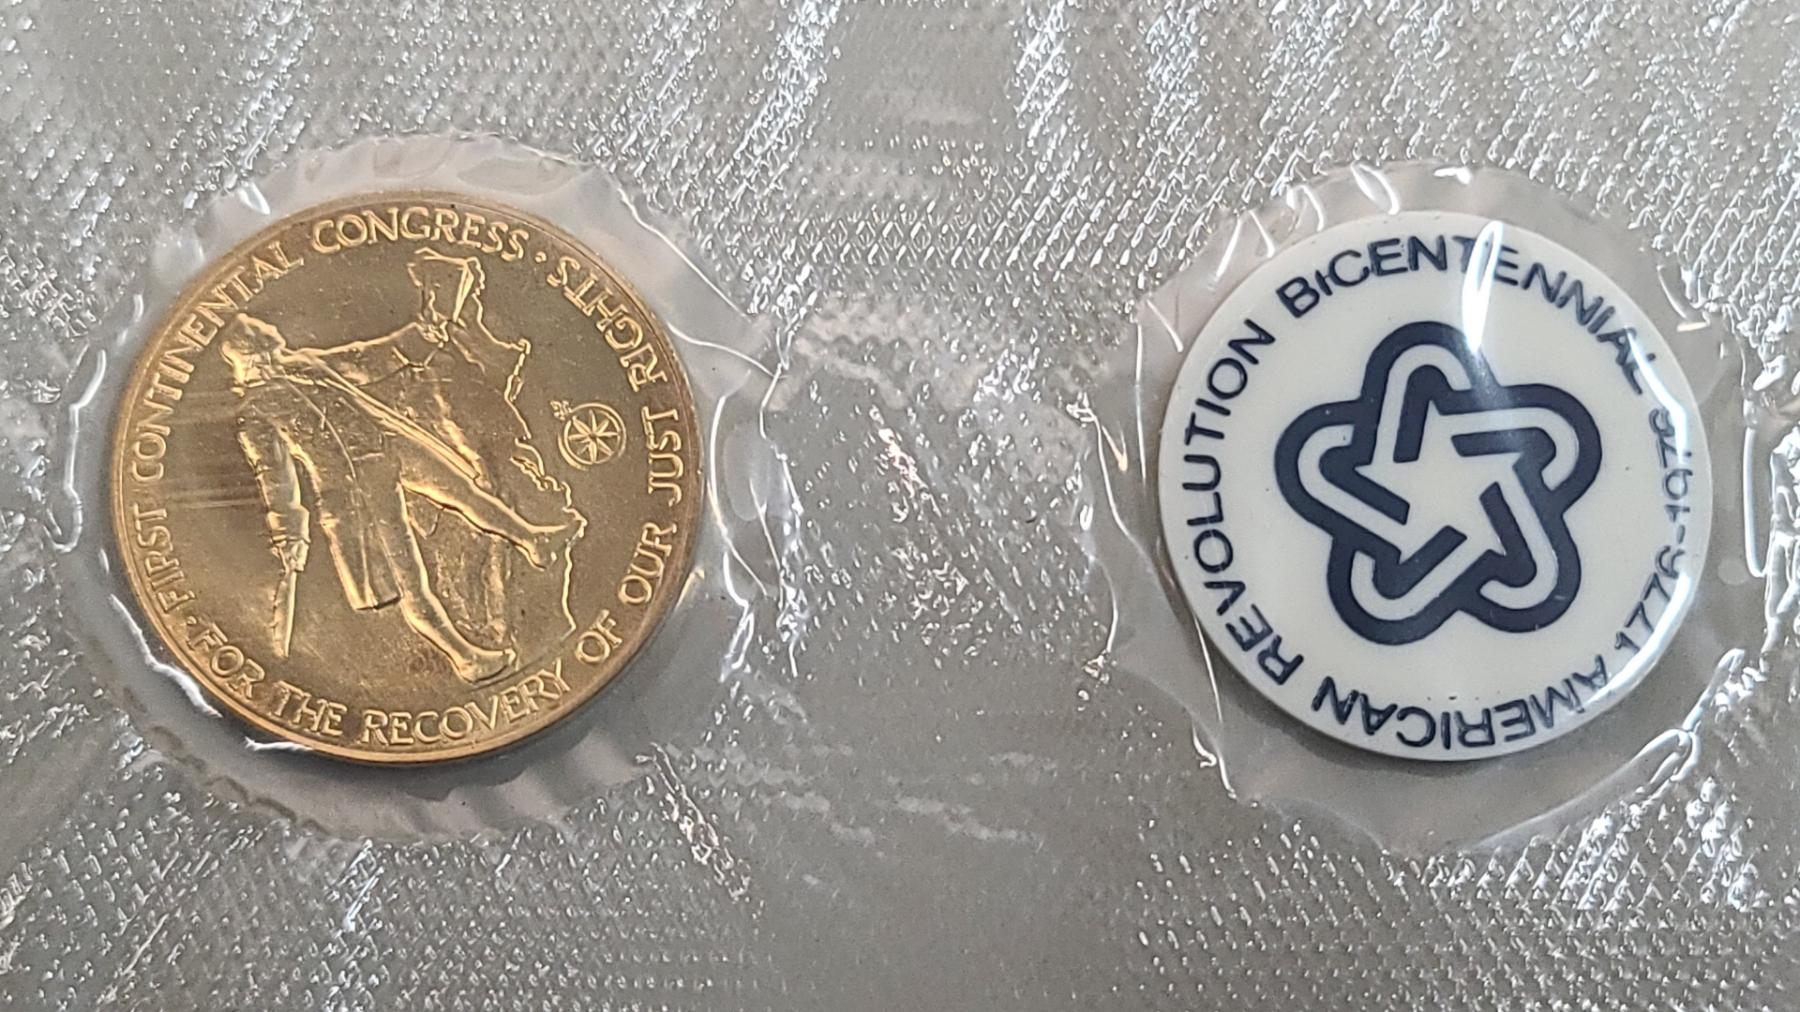 FIRST CONTINENTAL CONGRESS · FOR THE RECOVERY OF OUR JUST RIGHTS ·
AMERICAN REVOLUTION BICENTENNIAL 1776-1976